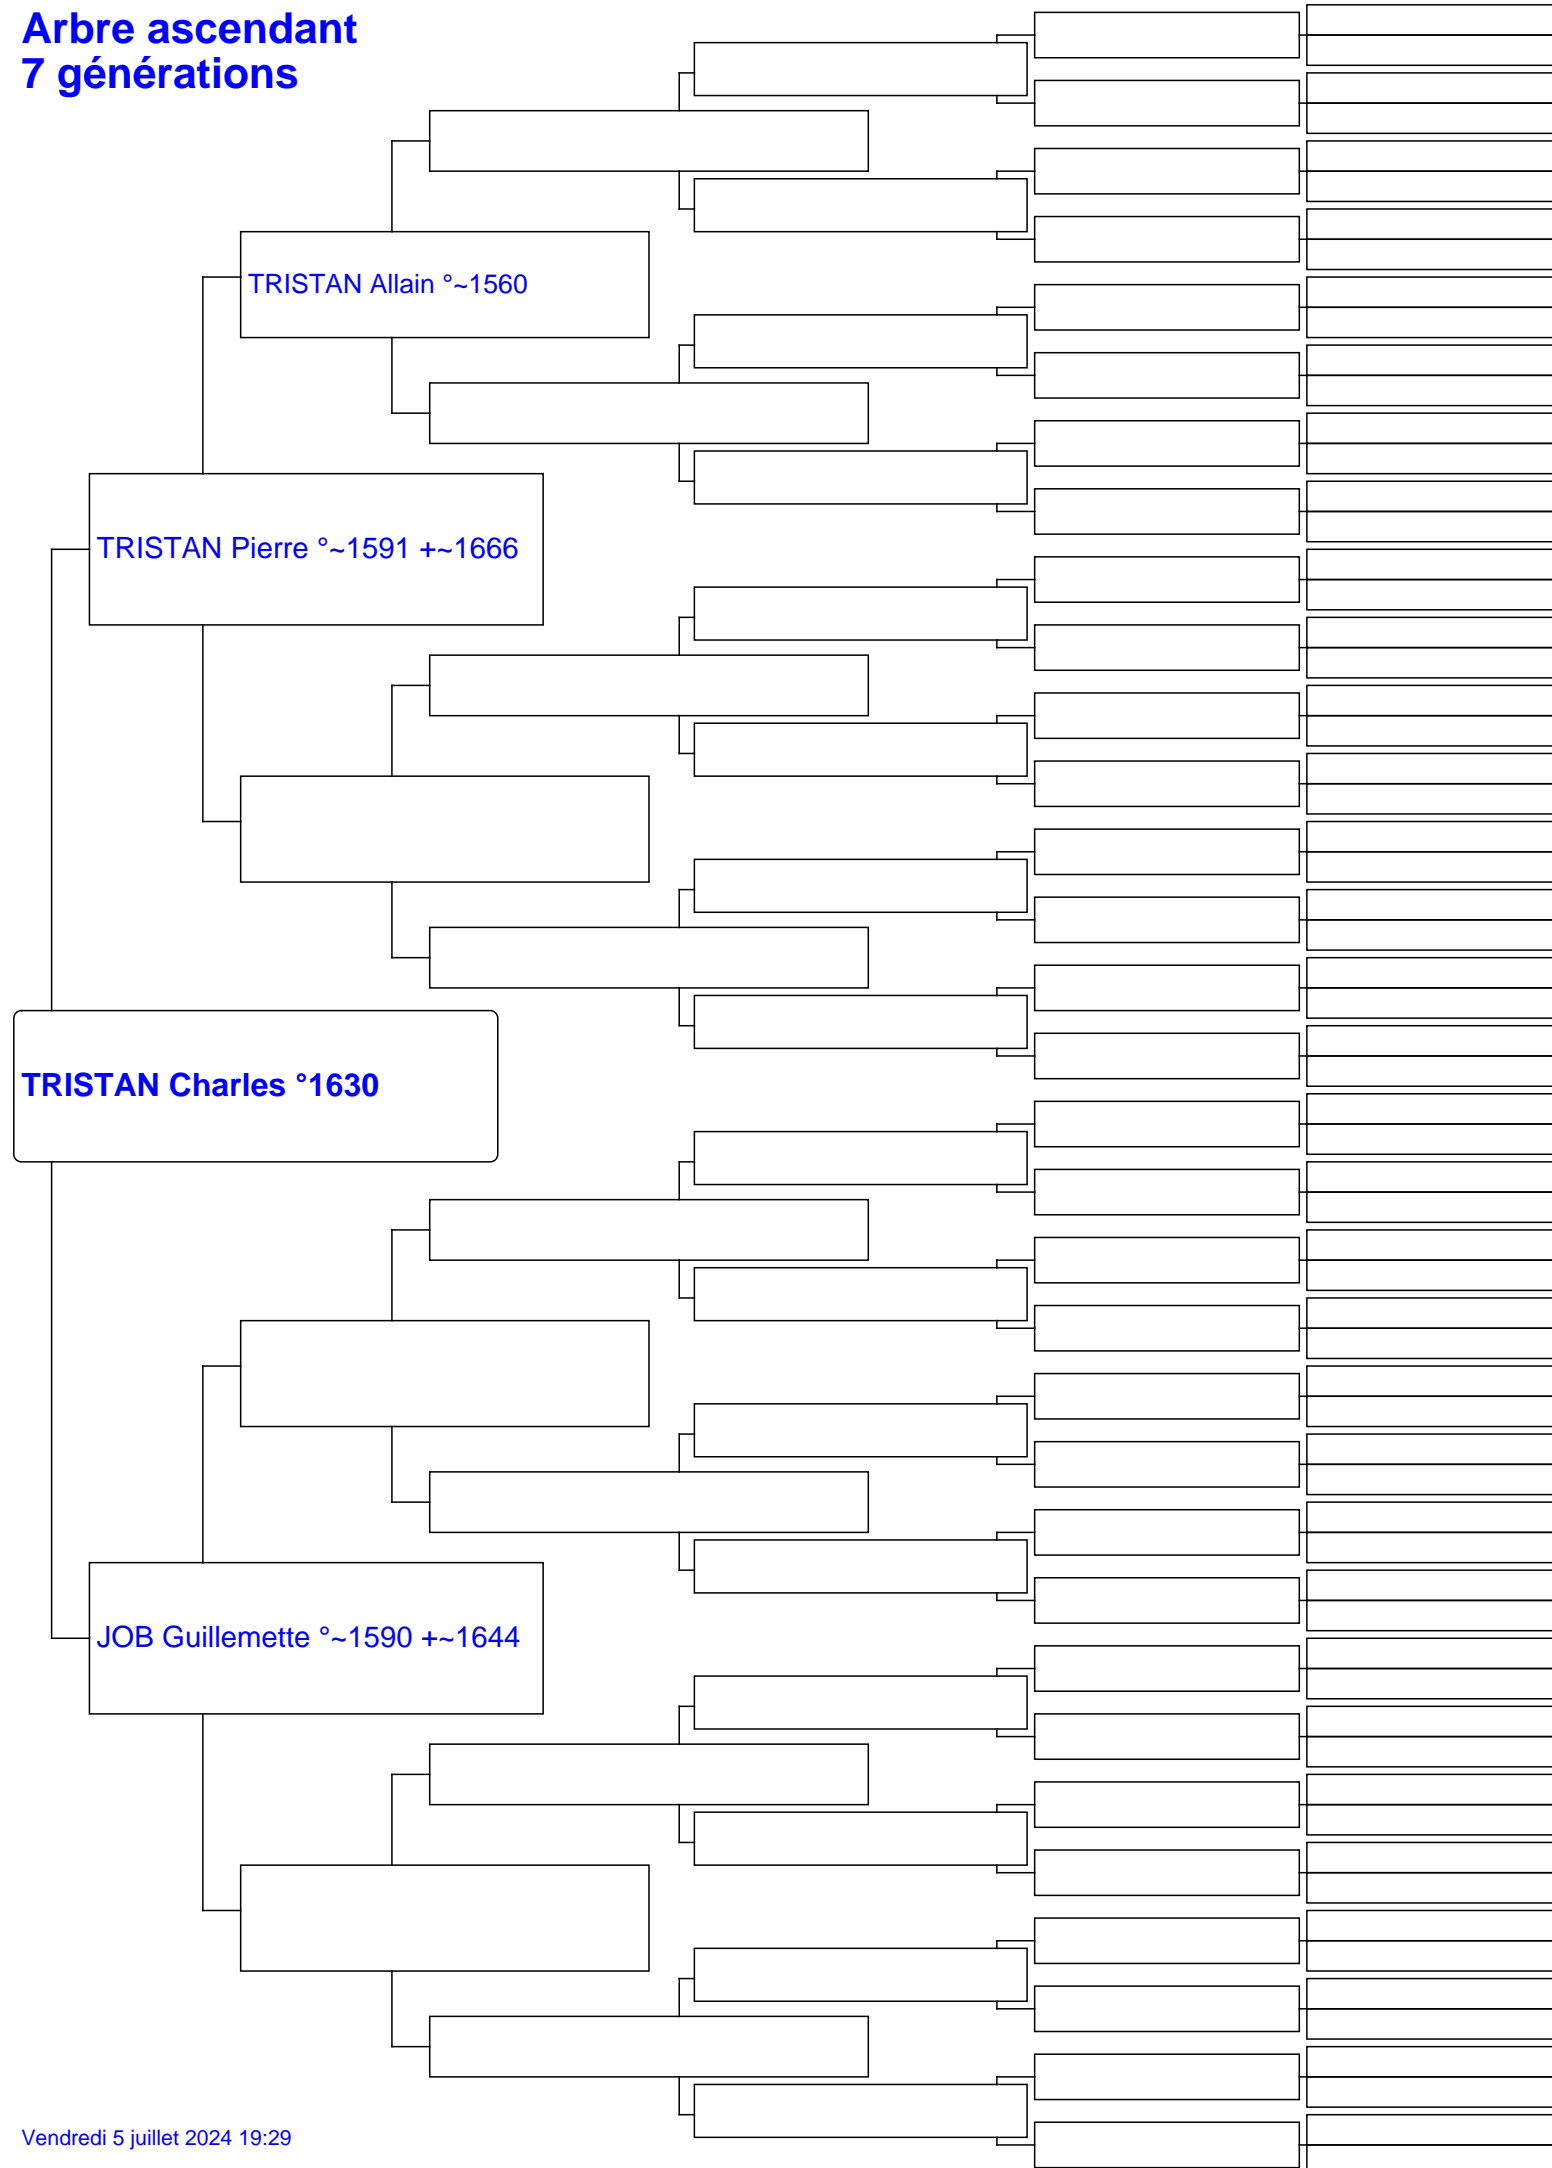 Arbre ascendant
7 générations
TRISTAN Allain °~1560
TRISTAN Pierre °~1591 +~1666
TRISTAN Charles °1630
JOB Guillemette °~1590 +~1644
Vendredi 5 juillet 2024 19:29